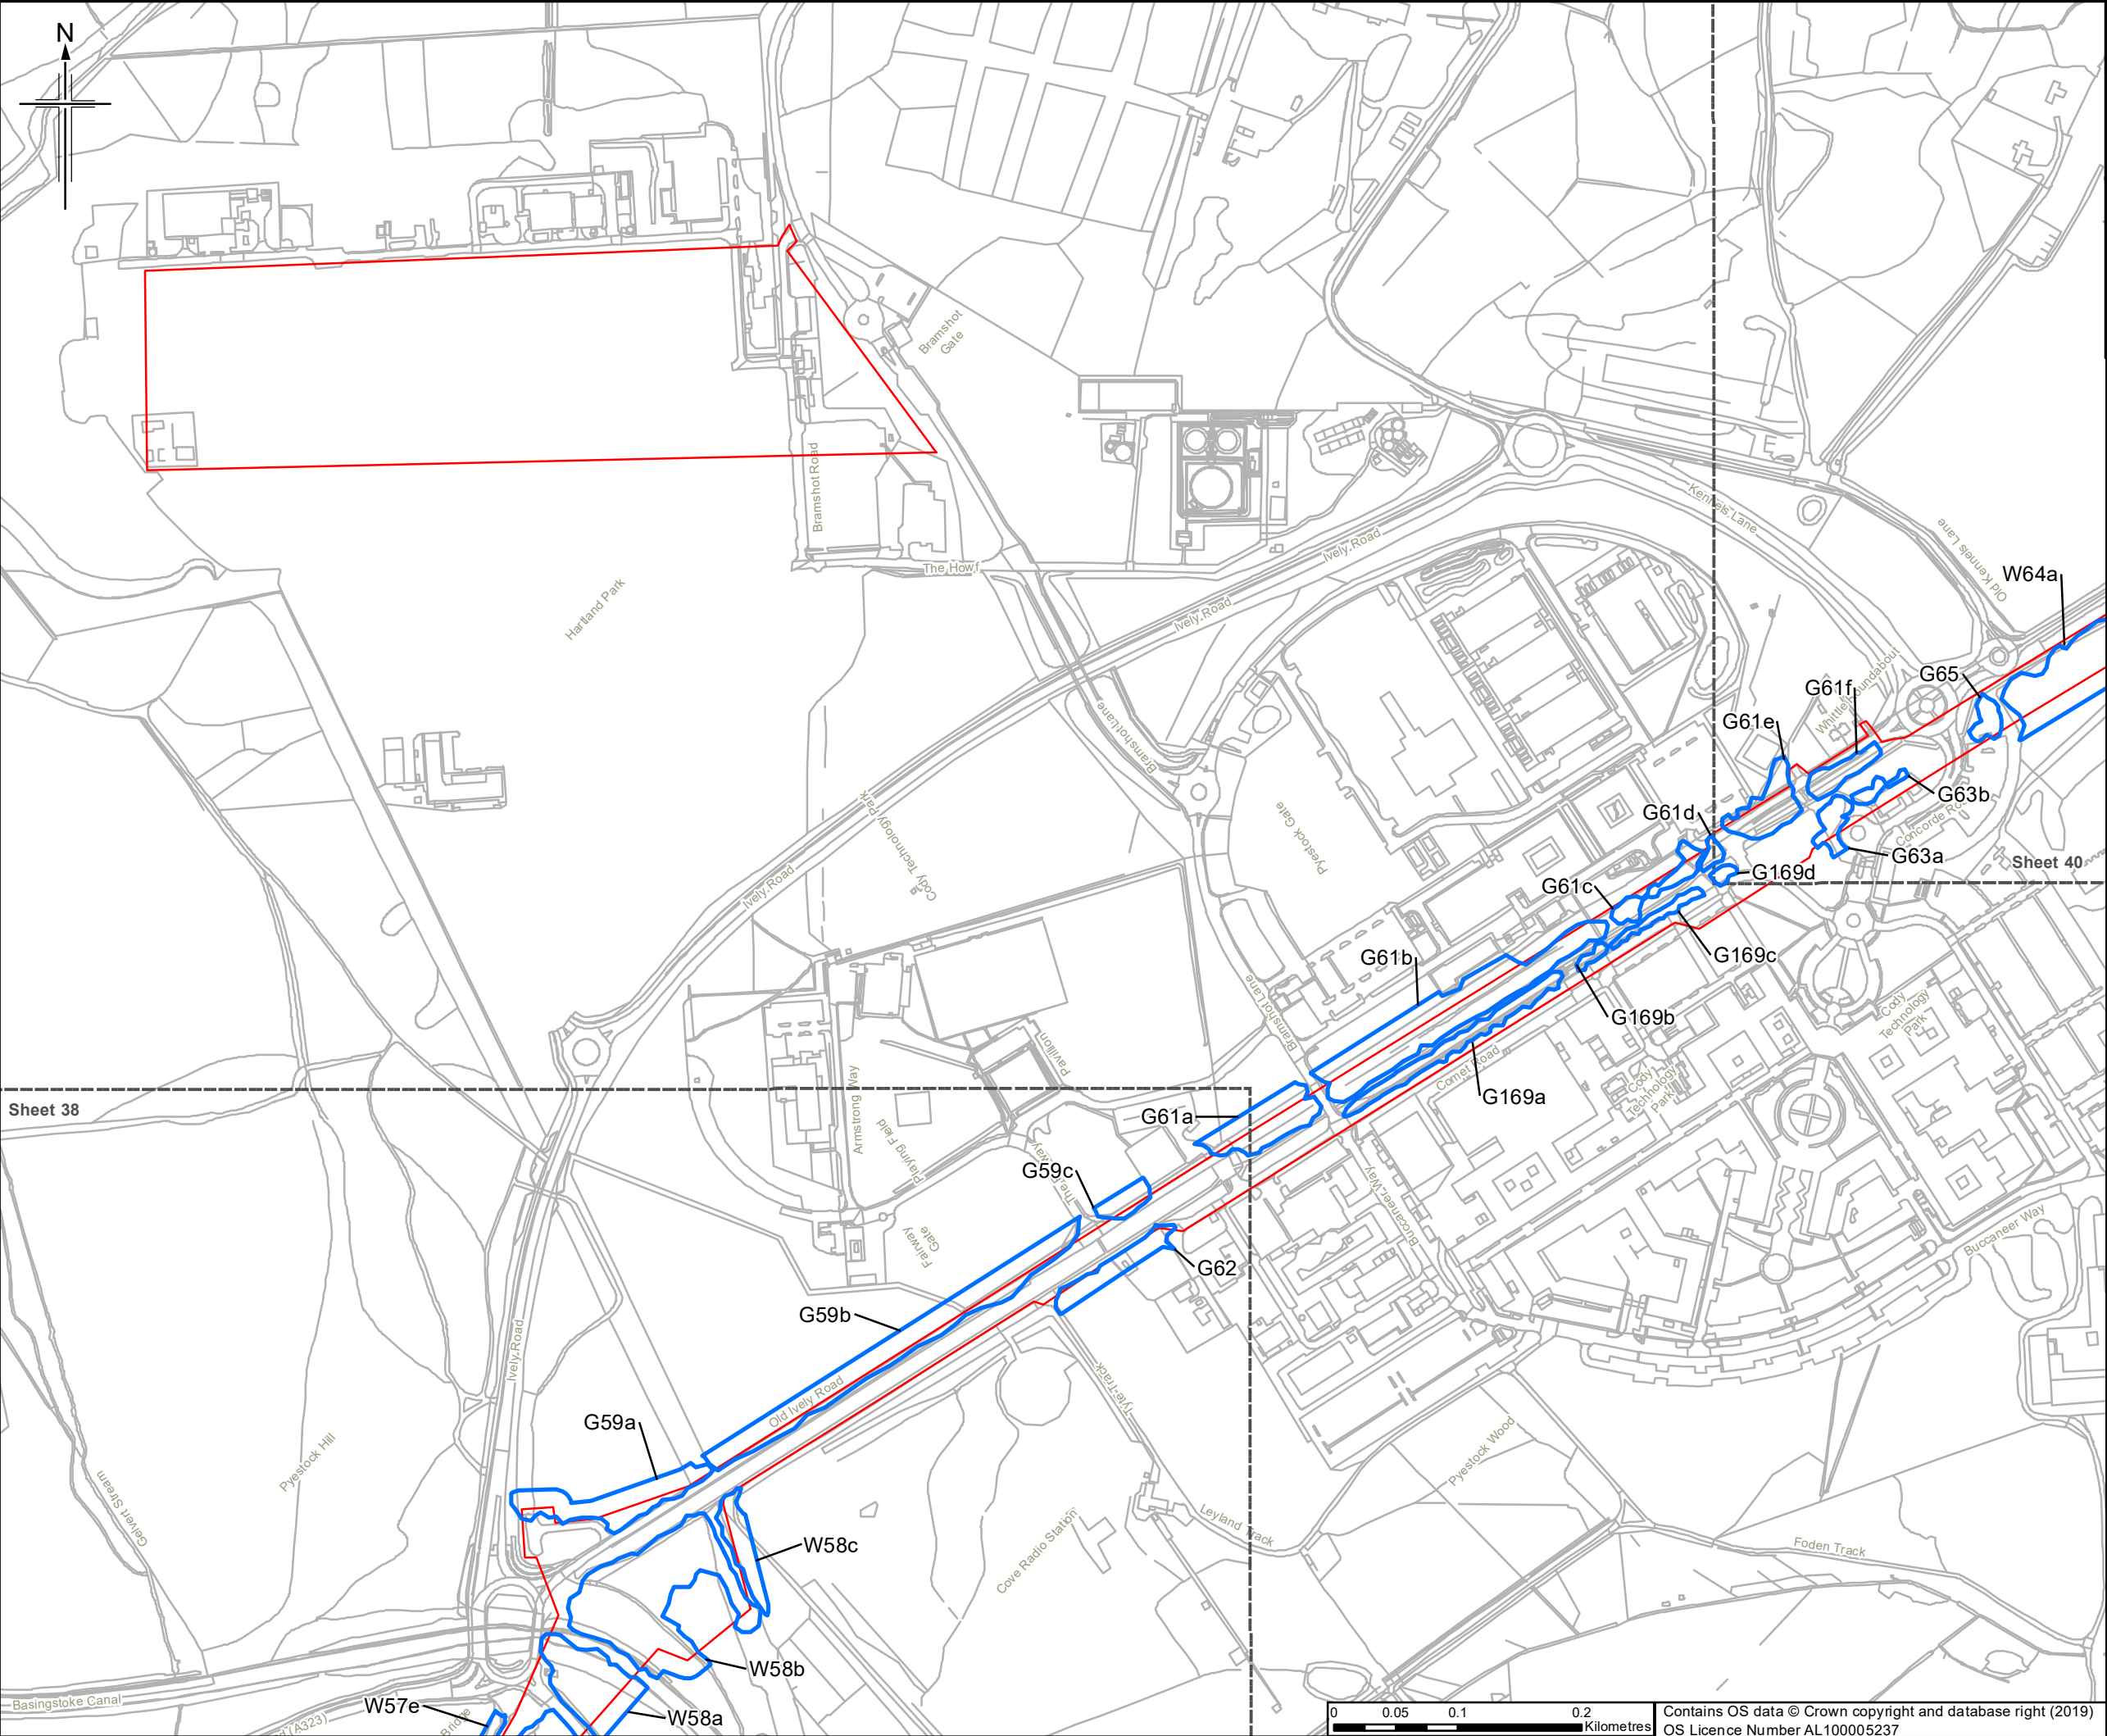 N
Bramshot
Gate
Bramshot Road
The Howf
Hartland Park
Ively Road
Ively Road
Kennels Lane
Old Kennels Lane
W64a
G65
G61f
Whittle Roundabout
G61e
G63b
Concorde Ro
G63a
G61d
Sheet 40
G169d
G61c
G169c
G61b
G169b
G169a
Bramshot Lane
Pyestock Gate
Cody Technology Park
Ively Road
Bramshot Lane
Comet Road
Cody
Technology
Park
Cody
Technology
Park
Sheet 38
Pavillion
Armstrong Way
Playing Field
G61a
G59c
The Fairway
Fairway
Gate
G62
Buccaneer Way
Buccaneer Way
G59b
Ively Road
Old Ively Road
Tyle Track
G59a
Pyestock Hill
Gelvert Stream
Pyestock Wood
Cove Radio Station
Leyland Track
Foden Track
W58c
W58b
W57e
W58a
Basingstoke Canal
d (A323)
Bridge
0 0.05 0.1 0.2
Kilometres
Contains OS data © Crown copyright and database right (2019)
OS Licence Number AL100005237